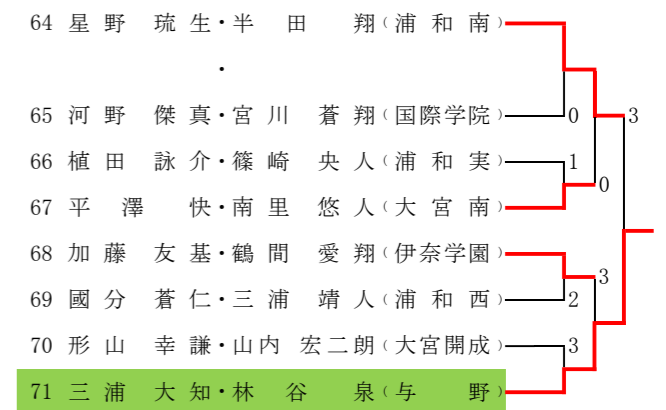 64 星野 琉生・半田 翔(浦和南)
・
65 河野 傑真・宮川 蒼翔(国際学院) 0 3
66 植田 詠介・篠崎 央人(浦和実) 1
0
67 平澤 快・南里 悠人(大宮南)
68 加藤 友基・鶴間 愛翔(伊奈学園)
3
69 國分 蒼仁・三浦 靖人(浦和西) 2
70 形山 幸謙・山内 宏二朗(大宮開成) 3
71 三浦 大知・林谷 泉(与野)